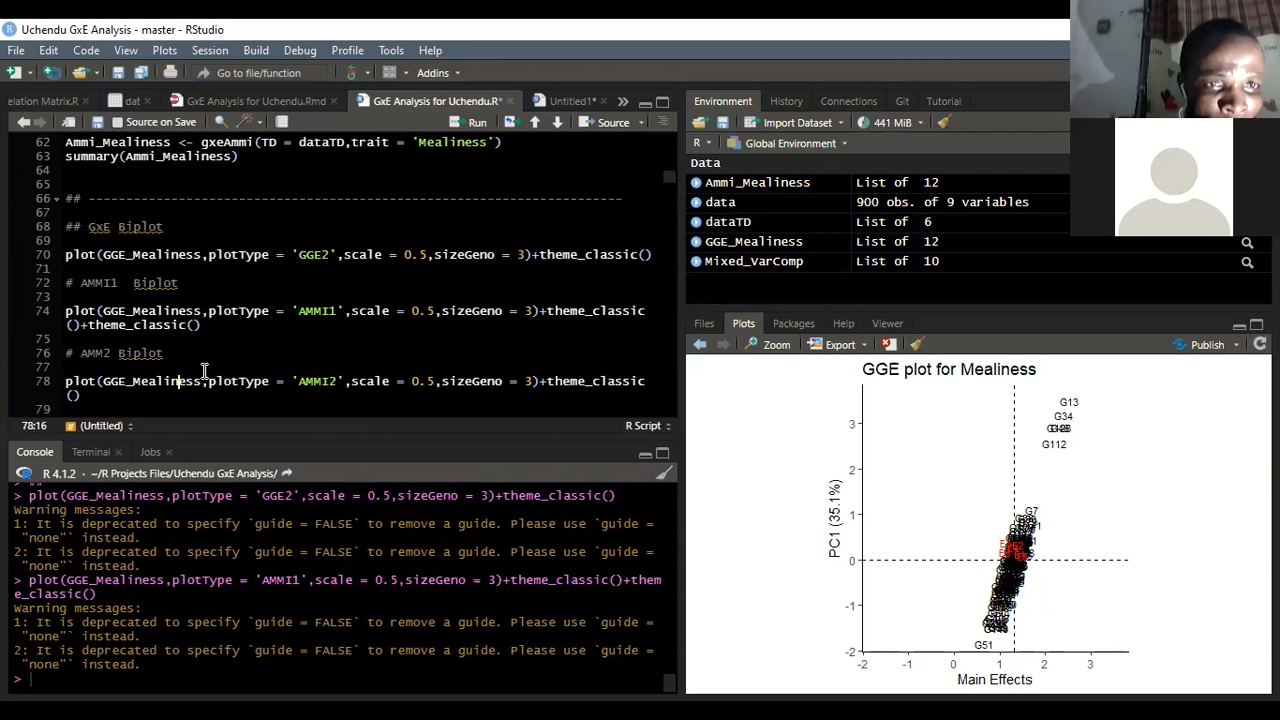 Uchendu GxE Analysis - master - RStudio
File Edit Code View Plots Session Build Debug Profile Tools Help
Go to file/function Addins
elation Matrix.R dat GxE Analysis for Uchendu.Rmd GxE Analysis for Uchendu.R* Untitled1*
Source on Save Run Source
62 Ammi_Mealiness <- gxeAmmi(TD = dataTD,trait = 'Mealiness')
63 summary(Ammi_Mealiness)
64
65
66 ## -----------------------------------------------------------------------
67
68 ## GxE Biplot
69
70 plot(GGE_Mealiness,plotType = 'GGE2',scale = 0.5,sizeGeno = 3)+theme_classic()
71
72 # AMMI1  Biplot
73
74 plot(GGE_Mealiness,plotType = 'AMMI1',scale = 0.5,sizeGeno = 3)+theme_classic
()+theme_classic()
75
76 # AMM2 Biplot
77
78 plot(GGE_Mealiness,plotType = 'AMMI2',scale = 0.5,sizeGeno = 3)+theme_classic
()
79
78:16 (Untitled) R Script
Console Terminal Jobs
R 4.1.2 · ~/R Projects Files/Uchendu GxE Analysis/
> plot(GGE_Mealiness,plotType = 'GGE2',scale = 0.5,sizeGeno = 3)+theme_classic()
Warning messages:
1: It is deprecated to specify `guide = FALSE` to remove a guide. Please use `guide =
"none"` instead.
2: It is deprecated to specify `guide = FALSE` to remove a guide. Please use `guide =
"none"` instead.
> plot(GGE_Mealiness,plotType = 'AMMI1',scale = 0.5,sizeGeno = 3)+theme_classic()+them
e_classic()
Warning messages:
1: It is deprecated to specify `guide = FALSE` to remove a guide. Please use `guide =
"none"` instead.
2: It is deprecated to specify `guide = FALSE` to remove a guide. Please use `guide =
"none"` instead.
>
Environment History Connections Git Tutorial
Import Dataset 441 MiB
R Global Environment
Data
Ammi_Mealiness List of 12
data 900 obs. of 9 variables
dataTD List of 6
GGE_Mealiness List of 12
Mixed_VarComp List of 10
Files Plots Packages Help Viewer
Zoom Export Publish
GGE plot for Mealiness
G13
G34
G112
G7
G51
PC1 (35.1%)
3
2
1
0
-1
-2
-2 -1 0 1 2 3
Main Effects